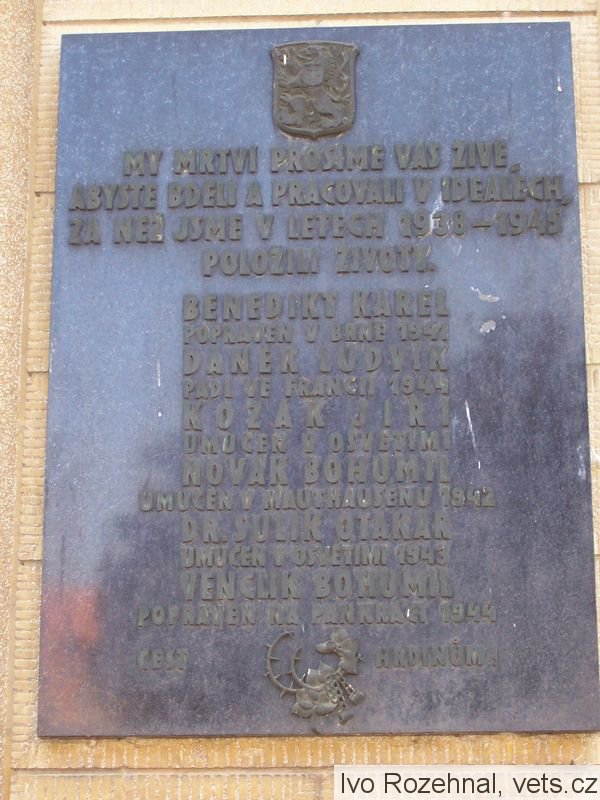 MY MRTVÍ PROSÍME VÁS ŽIVÉ,
ABYSTE BDĚLI A PRACOVALI V IDEÁLECH,
ZA NĚŽ JSME V LETECH 1938-1945
POLOŽILI ŽIVOTY.
BENEDIKT KAREL
POPRAVEN V BRNĚ 1941
DANĚK LUDVÍK
PADL VE FRANCII 1944
KOZÁK JIŘÍ
UMUČEN V OSVĚTIMI
NOVÁK BOHUMIL
UMUČEN V MAUTHAUSENU 1942
DR. SULÍK OTAKAR
UMUČEN V OSVĚTIMI 1943
VENCLÍK BOHUMIL
POPRAVEN NA PANKRÁCI 1944
ČEST HRDINŮM!
Ivo Rozehnal, vets.cz